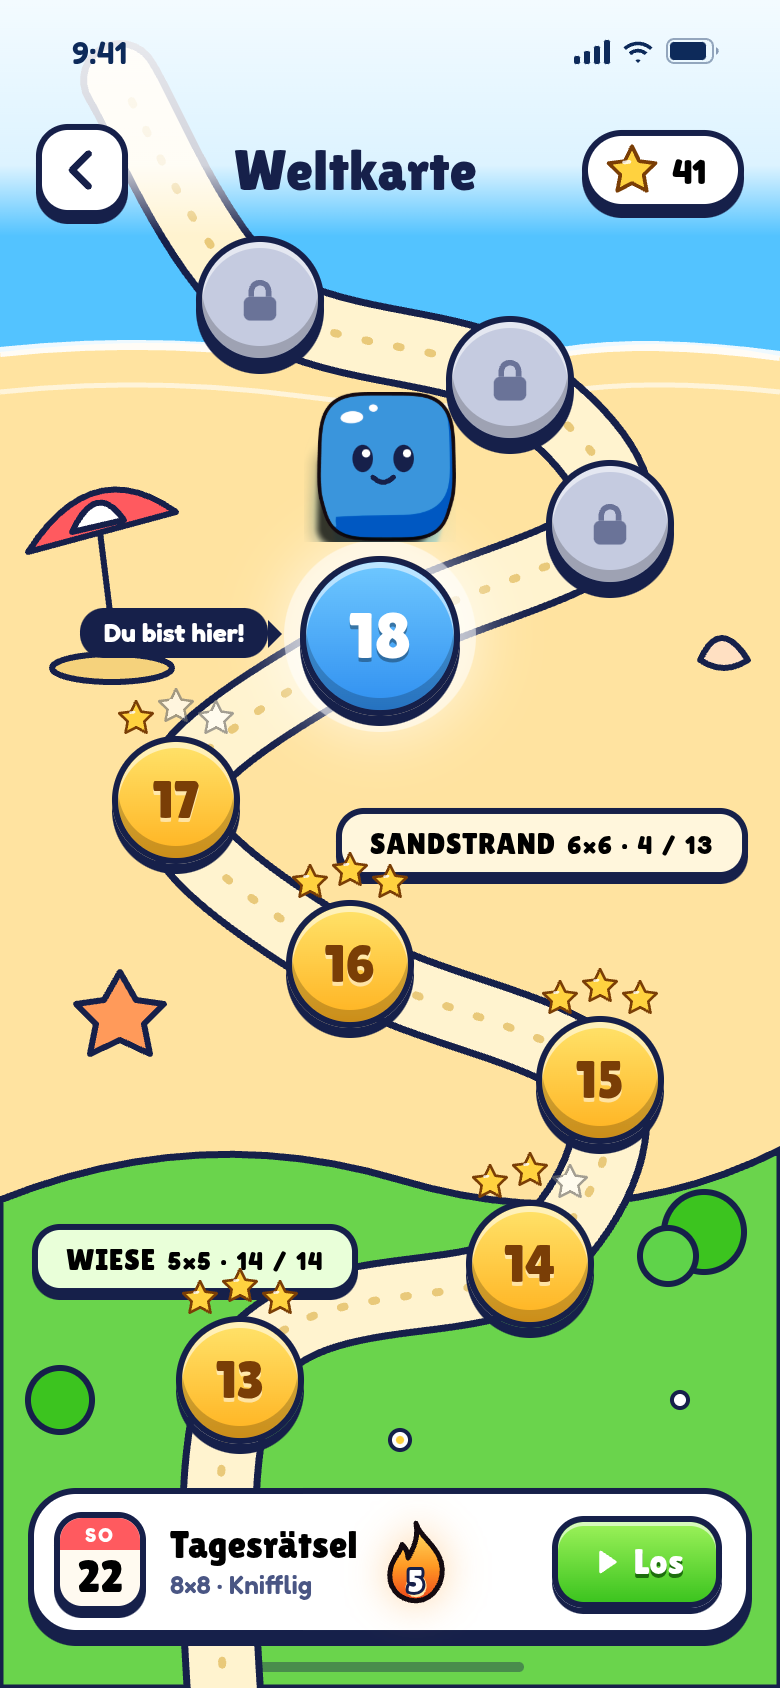 9:41
Weltkarte
41
18
Du bist hier!
17
SANDSTRAND 6×6 · 4 / 13
16
15
14
WIESE 5×5 · 14 / 14
13
SO
22
Tagesrätsel
8×8 · Knifflig
5
Los